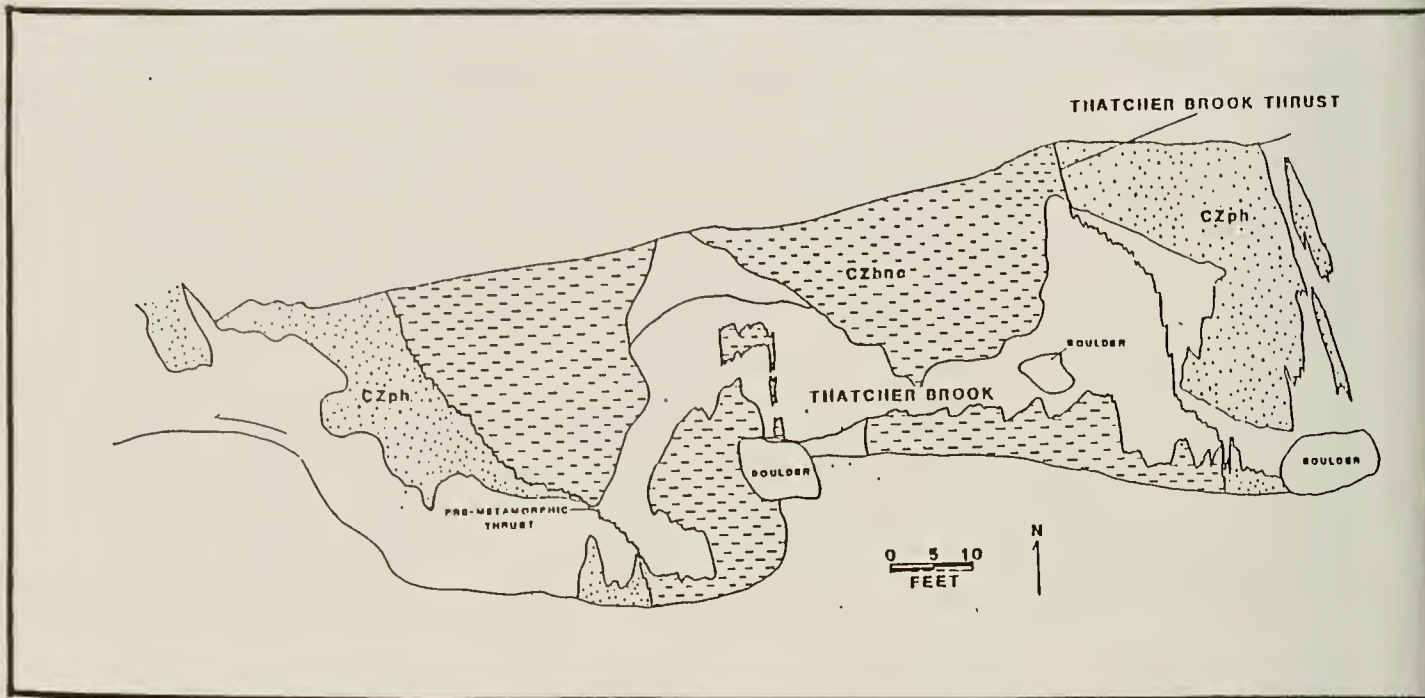 THATCHER BROOK THRUST
CZph
CZbnc
BOULDER
CZph
THATCHER BROOK
BOULDER
BOULDER
PRE-METAMORPHIC
THRUST
0 5 10
FEET
N